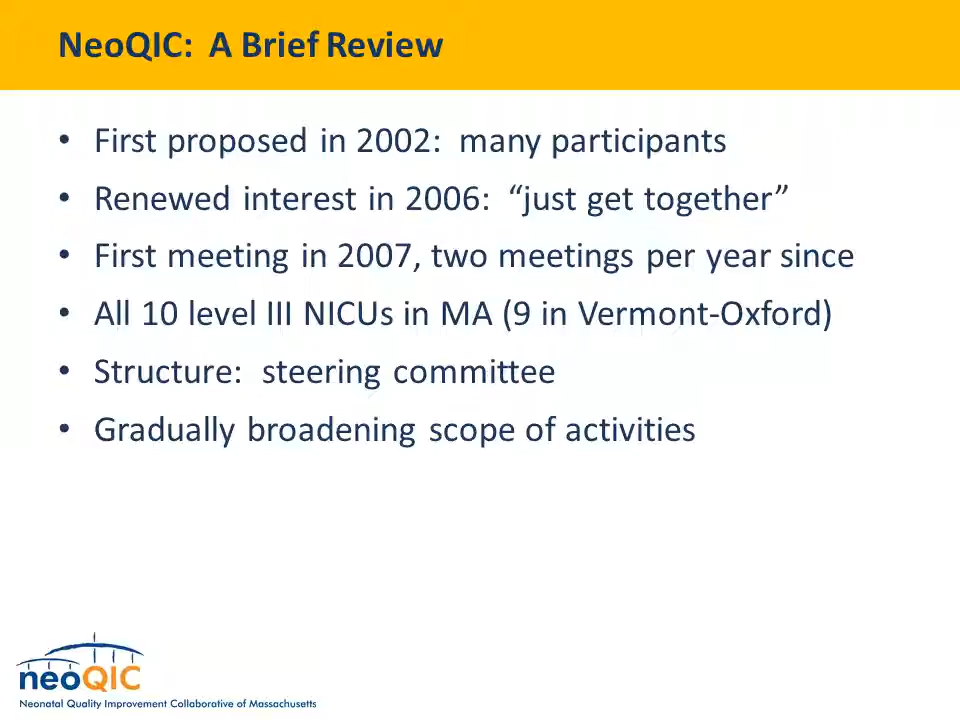 NeoQIC: A Brief Review
• First proposed in 2002: many participants
• Renewed interest in 2006: “just get together”
• First meeting in 2007, two meetings per year since
• All 10 level III NICUs in MA (9 in Vermont-Oxford)
• Structure: steering committee
• Gradually broadening scope of activities
neoQIC
Neonatal Quality Improvement Collaborative of Massachusetts